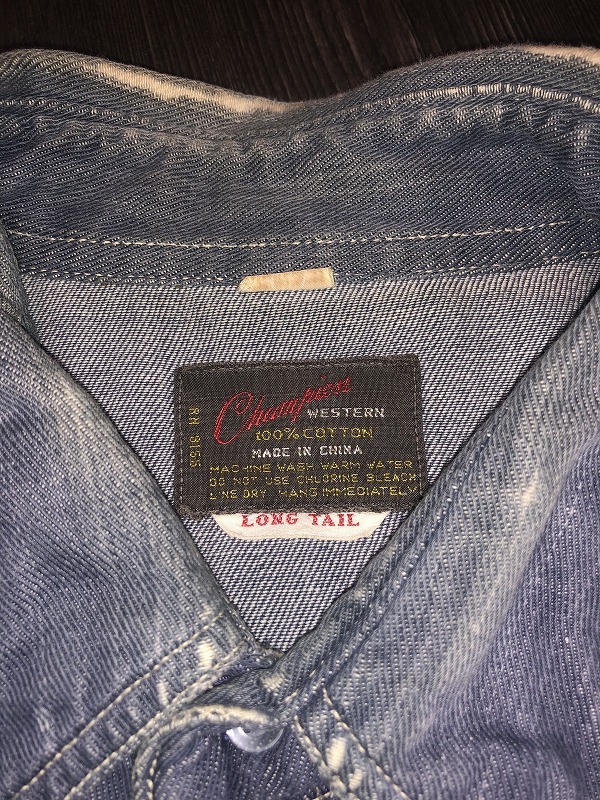 Champion WESTERN
100% COTTON
MADE IN CHINA
MACHINE WASH WARM WATER
DO NOT USE CHLORINE BLEACH
LINE DRY HANG IMMEDIATELY
LONG TAIL